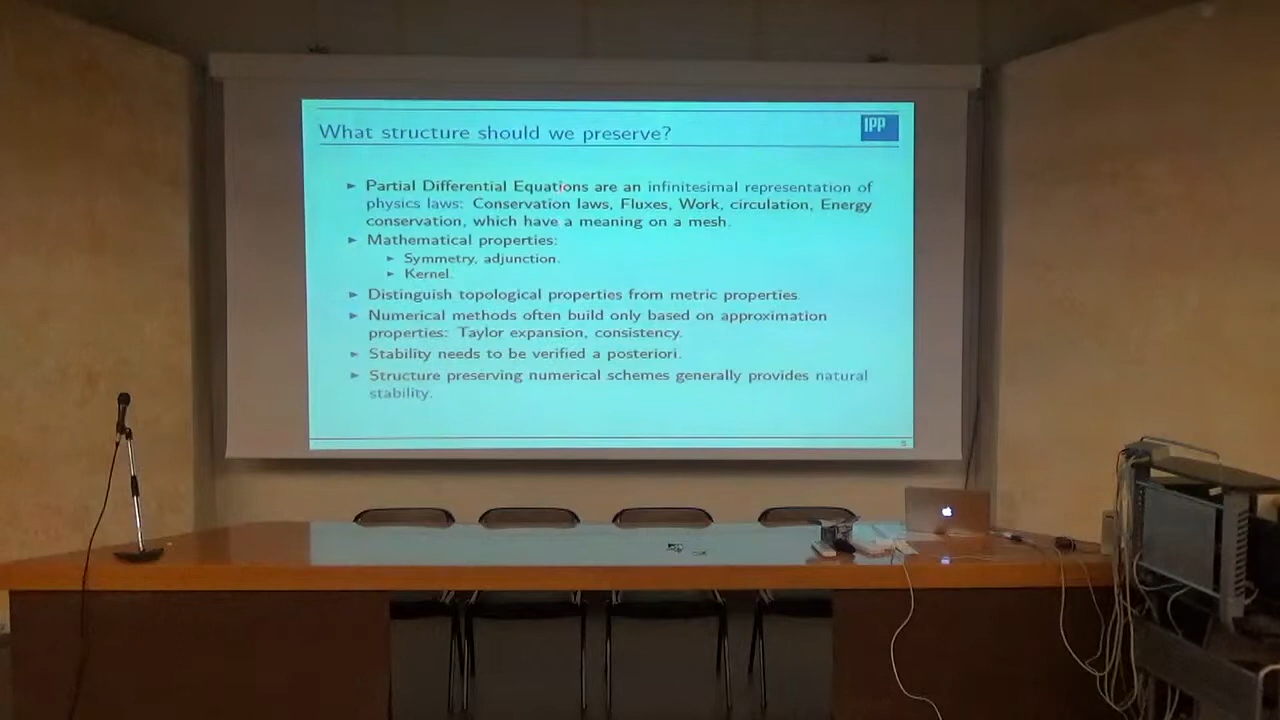 What structure should we preserve?
IPP
► Partial Differential Equations are an infinitesimal representation of
physics laws: Conservation laws, Fluxes, Work, circulation, Energy
conservation, which have a meaning on a mesh.
► Mathematical properties:
► Symmetry, adjunction.
► Kernel.
► Distinguish topological properties from metric properties.
► Numerical methods often build only based on approximation
properties: Taylor expansion, consistency.
► Stability needs to be verified a posteriori.
► Structure preserving numerical schemes generally provides natural
stability.